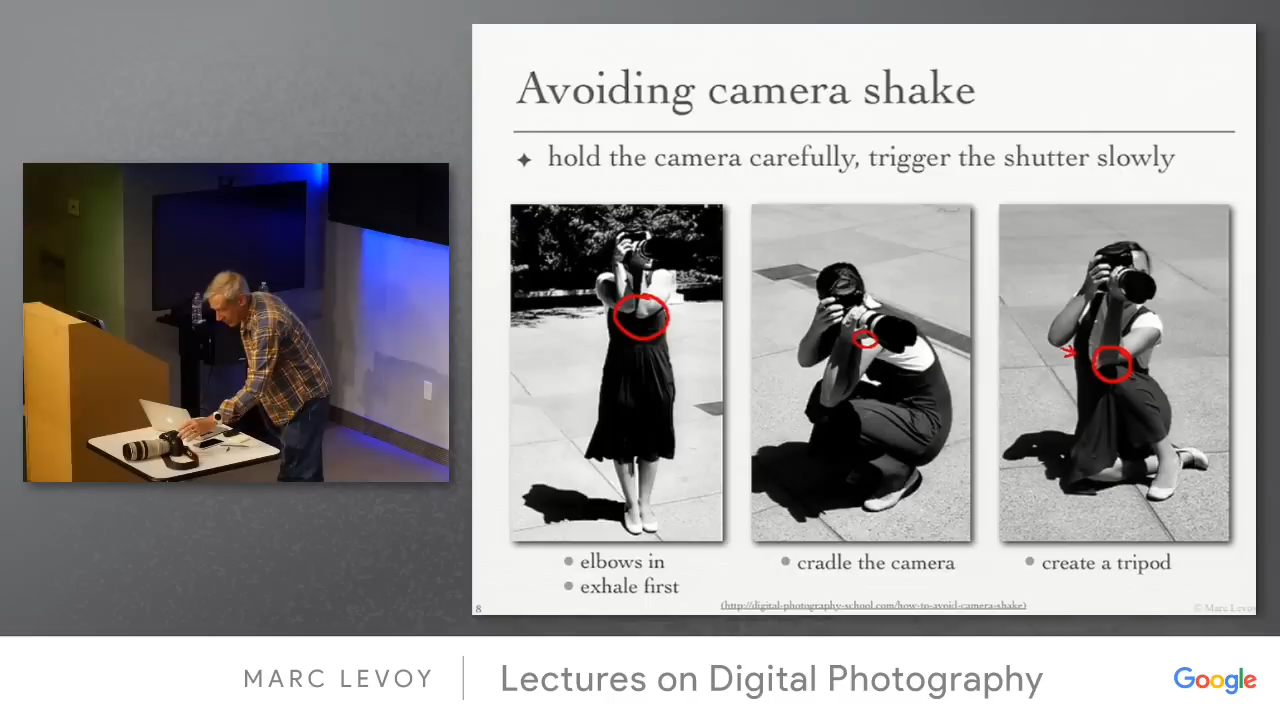 Avoiding camera shake
✦ hold the camera carefully, trigger the shutter slowly
• elbows in
• exhale first
• cradle the camera
• create a tripod
8
(http://digital-photography-school.com/how-to-avoid-camera-shake)
© Marc Levoy
MARC LEVOY
Lectures on Digital Photography
Google